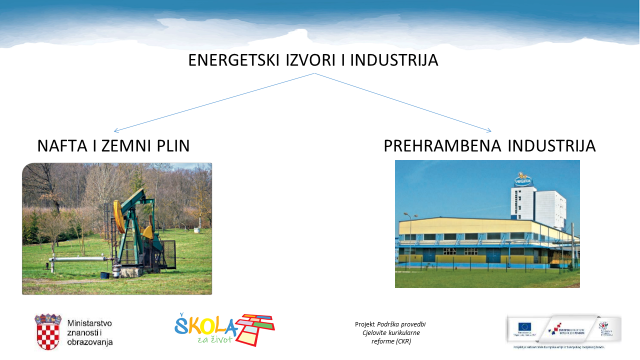 ENERGETSKI IZVORI I INDUSTRIJA
NAFTA I ZEMNI PLIN
PREHRAMBENA INDUSTRIJA
Ministarstvo
znanosti i
obrazovanja
ŠKOLA
za život
Projekt Podrška provedbi
Cjelovite kurikularne
reforme (CKR)